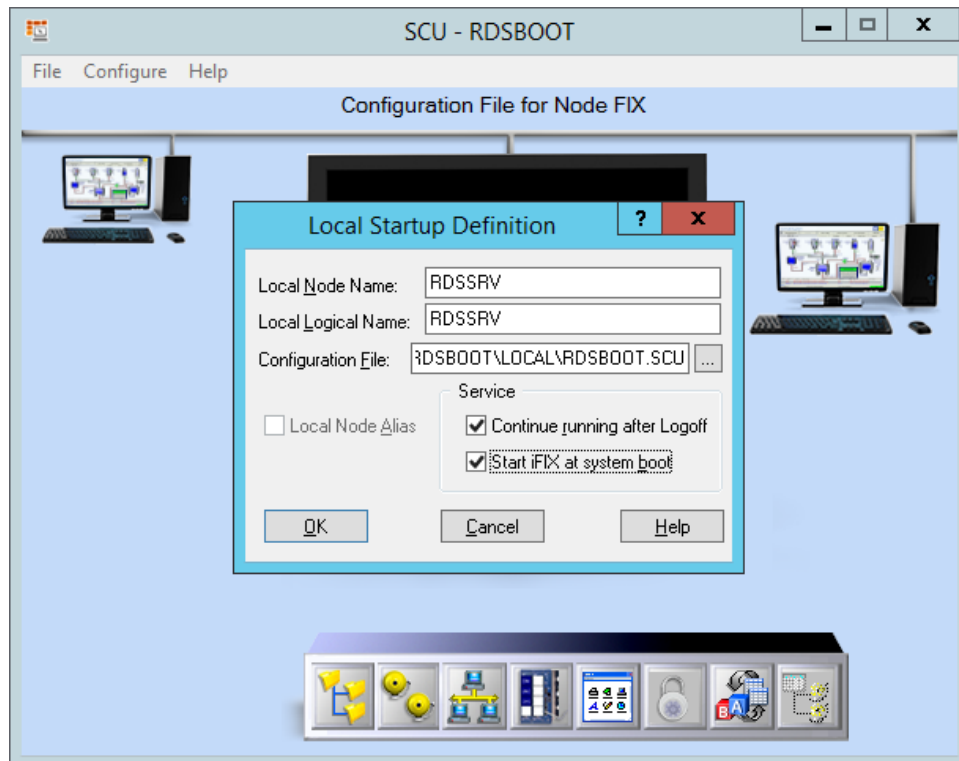 SCU - RDSBOOT
File Configure Help
Configuration File for Node FIX
Local Startup Definition
? x
Local Node Name: RDSSRV
Local Logical Name: RDSSRV
Configuration File: RDSBOOT\LOCAL\RDSBOOT.SCU ...
Service
Local Node Alias
Continue running after Logoff
Start iFIX at system boot
OK Cancel Help
B A